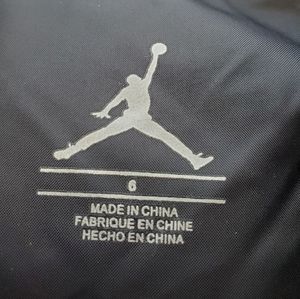 6
MADE IN CHINA
FABRIQUE EN CHINE
HECHO EN CHINA